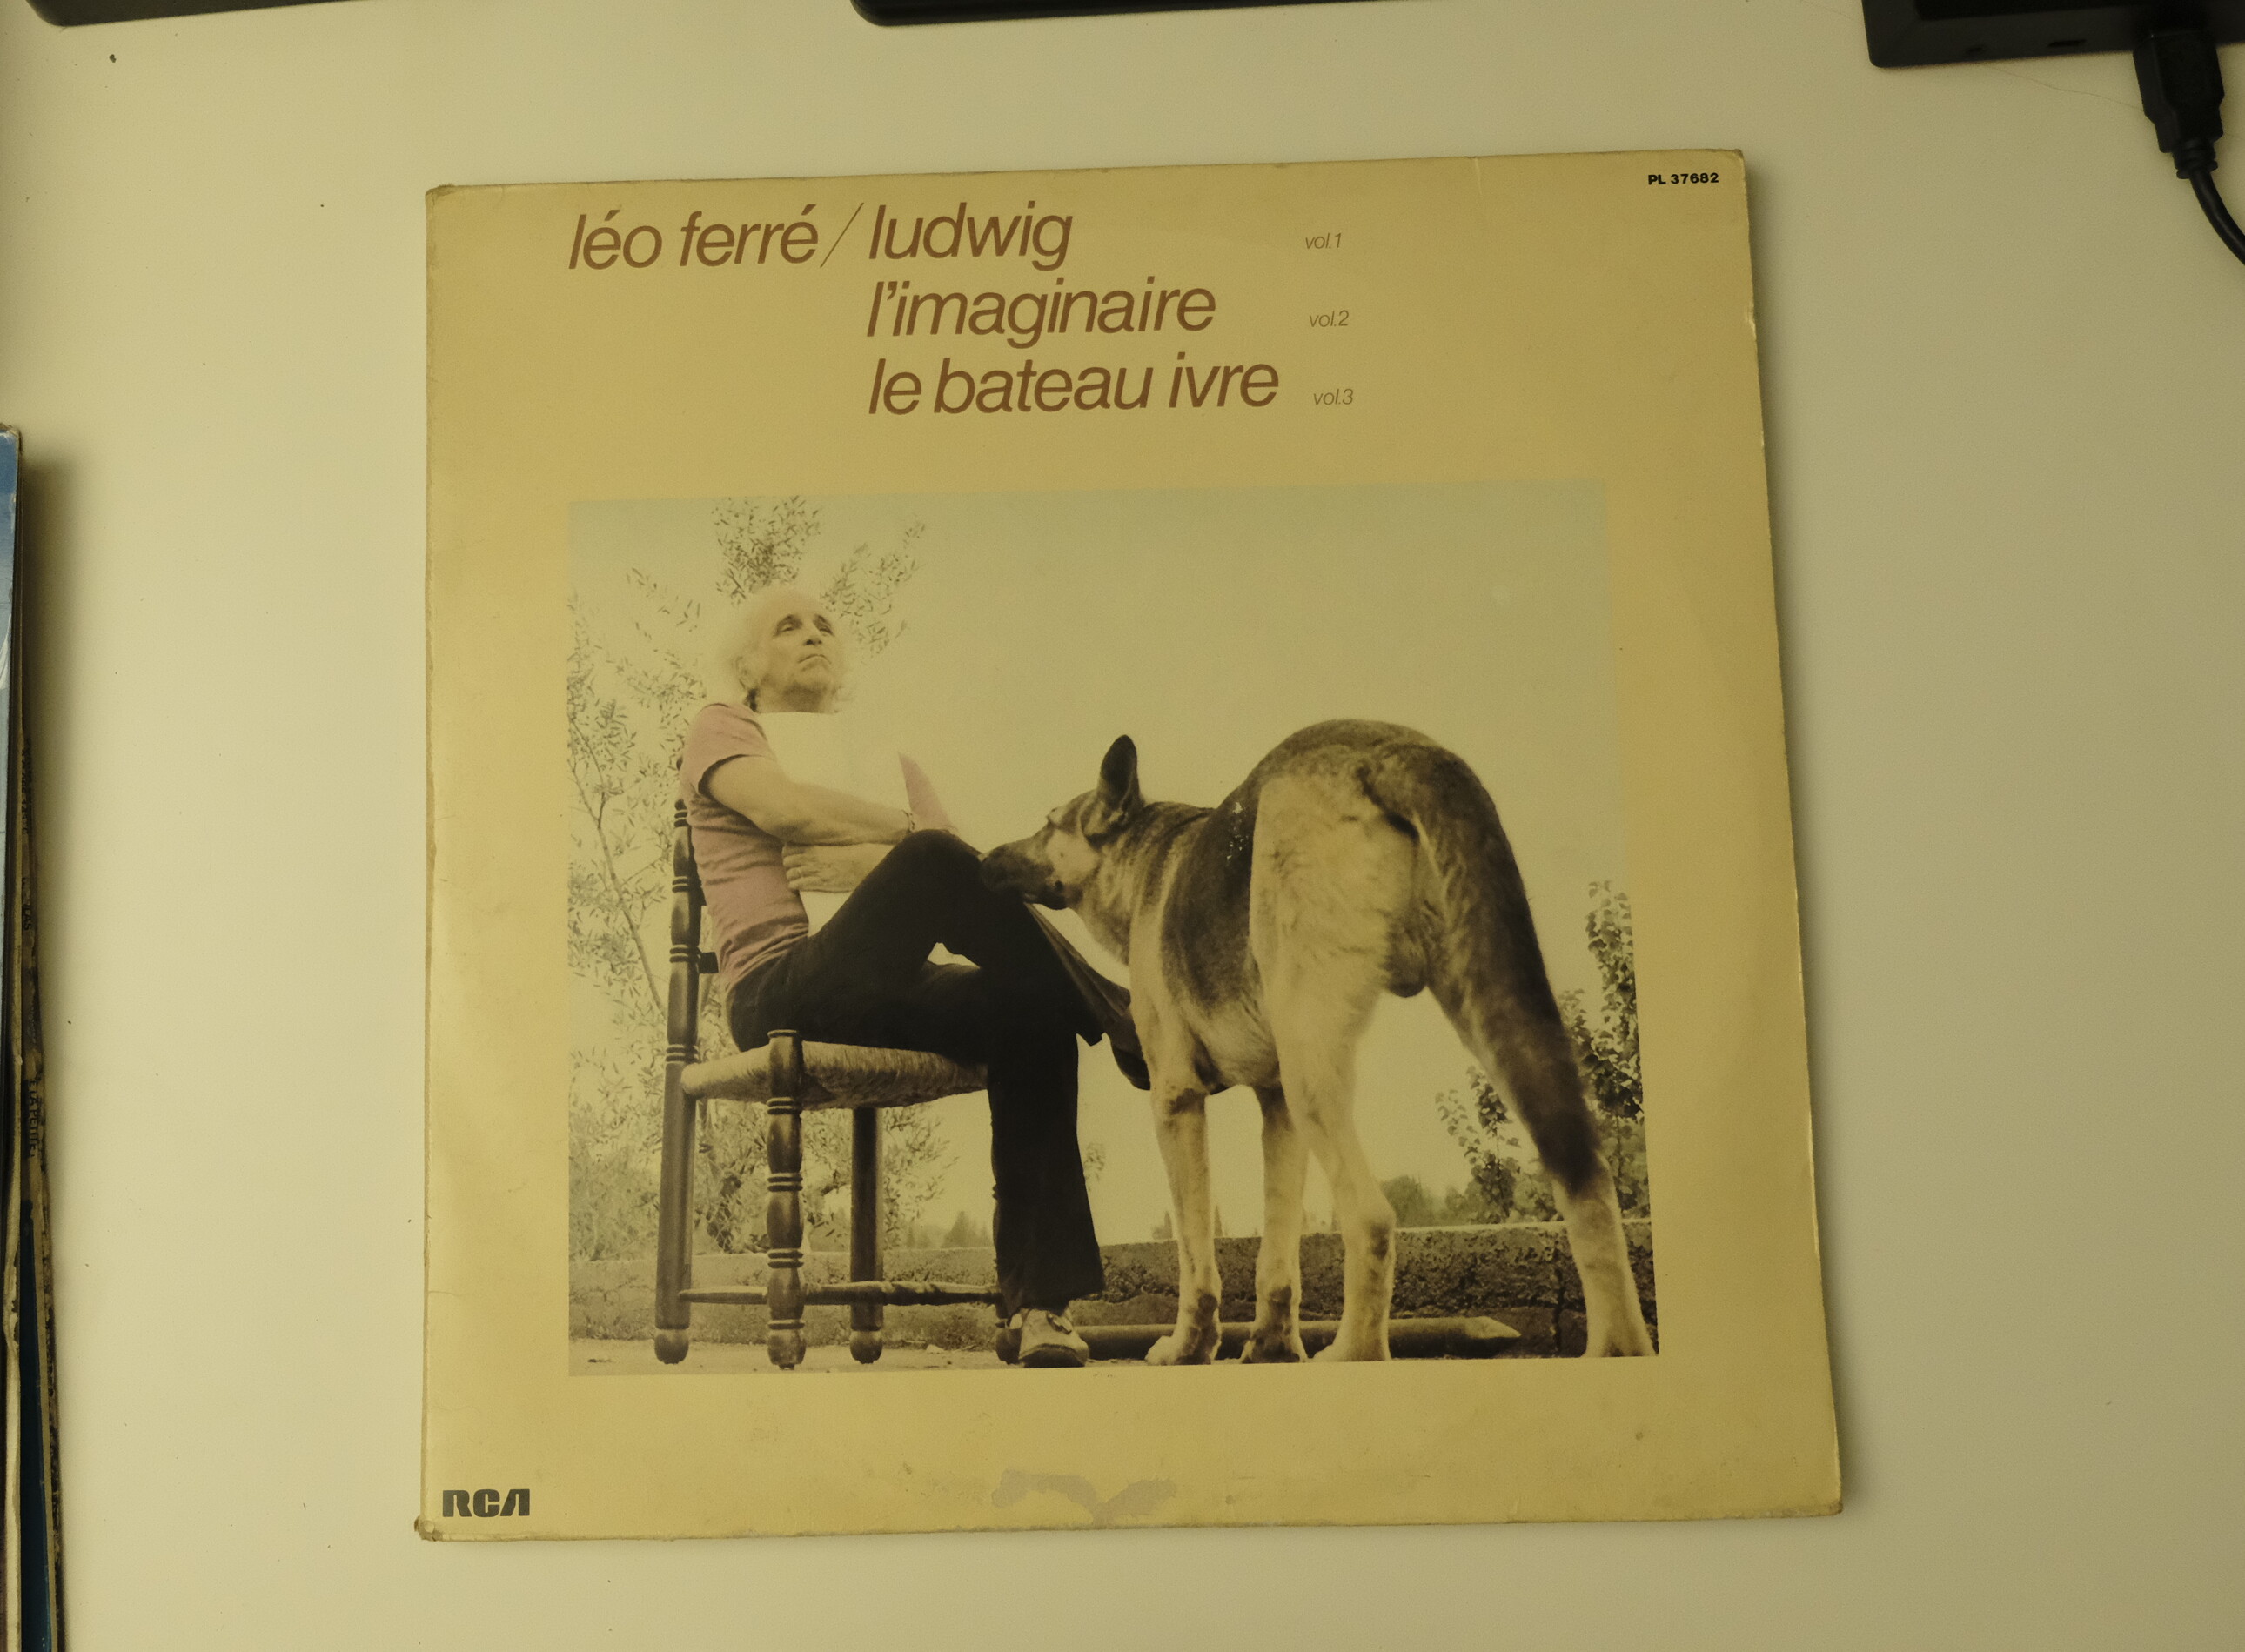 PL 37682
léo ferré / ludwig vol.1
l'imaginaire vol.2
le bateau ivre vol.3
RCA